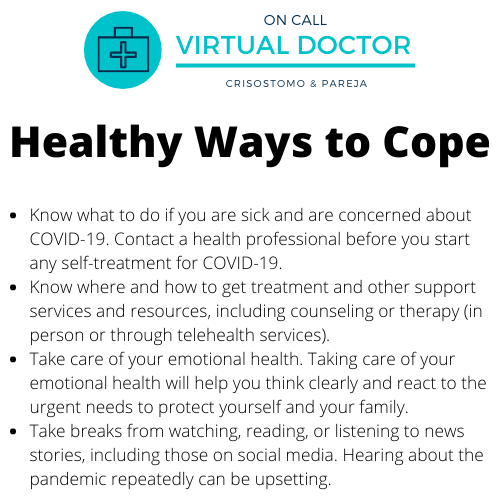 ON CALL
VIRTUAL DOCTOR
CRISOSTOMO & PAREJA
Healthy Ways to Cope
• Know what to do if you are sick and are concerned about
COVID-19. Contact a health professional before you start
any self-treatment for COVID-19.
• Know where and how to get treatment and other support
services and resources, including counseling or therapy (in
person or through telehealth services).
• Take care of your emotional health. Taking care of your
emotional health will help you think clearly and react to the
urgent needs to protect yourself and your family.
• Take breaks from watching, reading, or listening to news
stories, including those on social media. Hearing about the
pandemic repeatedly can be upsetting.